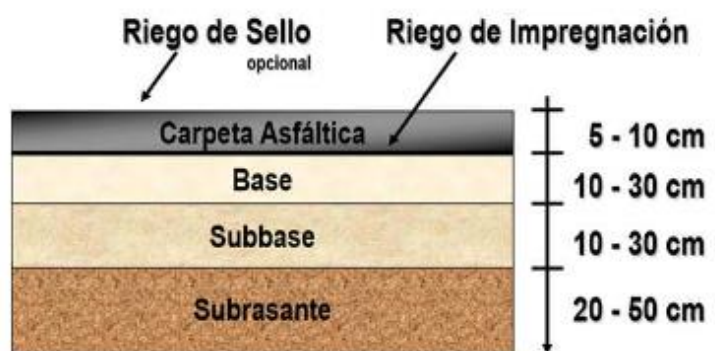 Riego de Sello
opcional
Riego de Impregnación
Carpeta Asfáltica
5 - 10 cm
Base
10 - 30 cm
Subbase
10 - 30 cm
Subrasante
20 - 50 cm